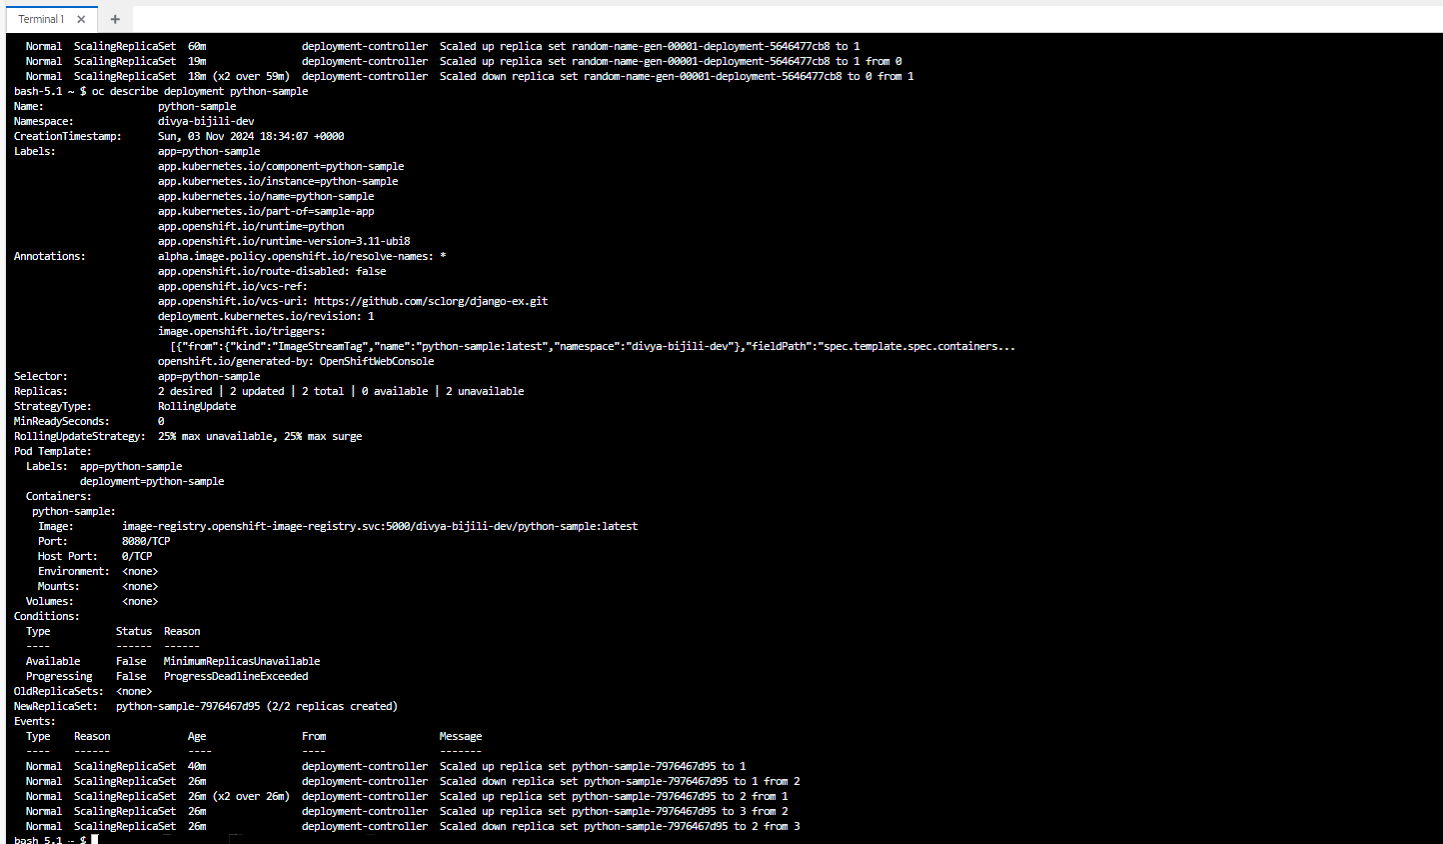 Terminal 1 ✕ +
Normal ScalingReplicaSet 60m deployment-controller Scaled up replica set random-name-gen-00001-deployment-5646477cb8 to 1
Normal ScalingReplicaSet 19m deployment-controller Scaled up replica set random-name-gen-00001-deployment-5646477cb8 to 1 from 0
Normal ScalingReplicaSet 18m (x2 over 59m) deployment-controller Scaled down replica set random-name-gen-00001-deployment-5646477cb8 to 0 from 1
bash-5.1 ~ $ oc describe deployment python-sample
Name: python-sample
Namespace: divya-bijili-dev
CreationTimestamp: Sun, 03 Nov 2024 18:34:07 +0000
Labels: app=python-sample
app.kubernetes.io/component=python-sample
app.kubernetes.io/instance=python-sample
app.kubernetes.io/name=python-sample
app.kubernetes.io/part-of=sample-app
app.openshift.io/runtime=python
app.openshift.io/runtime-version=3.11-ubi8
Annotations: alpha.image.policy.openshift.io/resolve-names: *
app.openshift.io/route-disabled: false
app.openshift.io/vcs-ref:
app.openshift.io/vcs-uri: https://github.com/sclorg/django-ex.git
deployment.kubernetes.io/revision: 1
image.openshift.io/triggers:
[{"from":{"kind":"ImageStreamTag","name":"python-sample:latest","namespace":"divya-bijili-dev"},"fieldPath":"spec.template.spec.containers...
openshift.io/generated-by: OpenShiftWebConsole
Selector: app=python-sample
Replicas: 2 desired | 2 updated | 2 total | 0 available | 2 unavailable
StrategyType: RollingUpdate
MinReadySeconds: 0
RollingUpdateStrategy: 25% max unavailable, 25% max surge
Pod Template:
Labels: app=python-sample
deployment=python-sample
Containers:
python-sample:
Image: image-registry.openshift-image-registry.svc:5000/divya-bijili-dev/python-sample:latest
Port: 8080/TCP
Host Port: 0/TCP
Environment: <none>
Mounts: <none>
Volumes: <none>
Conditions:
Type Status Reason
---- ------ ------
Available False MinimumReplicasUnavailable
Progressing False ProgressDeadlineExceeded
OldReplicaSets: <none>
NewReplicaSet: python-sample-7976467d95 (2/2 replicas created)
Events:
Type Reason Age From Message
---- ------ ---- ---- -------
Normal ScalingReplicaSet 40m deployment-controller Scaled up replica set python-sample-7976467d95 to 1
Normal ScalingReplicaSet 26m deployment-controller Scaled down replica set python-sample-7976467d95 to 1 from 2
Normal ScalingReplicaSet 26m (x2 over 26m) deployment-controller Scaled up replica set python-sample-7976467d95 to 2 from 1
Normal ScalingReplicaSet 26m deployment-controller Scaled up replica set python-sample-7976467d95 to 3 from 2
Normal ScalingReplicaSet 26m deployment-controller Scaled down replica set python-sample-7976467d95 to 2 from 3
bash-5.1 ~ $